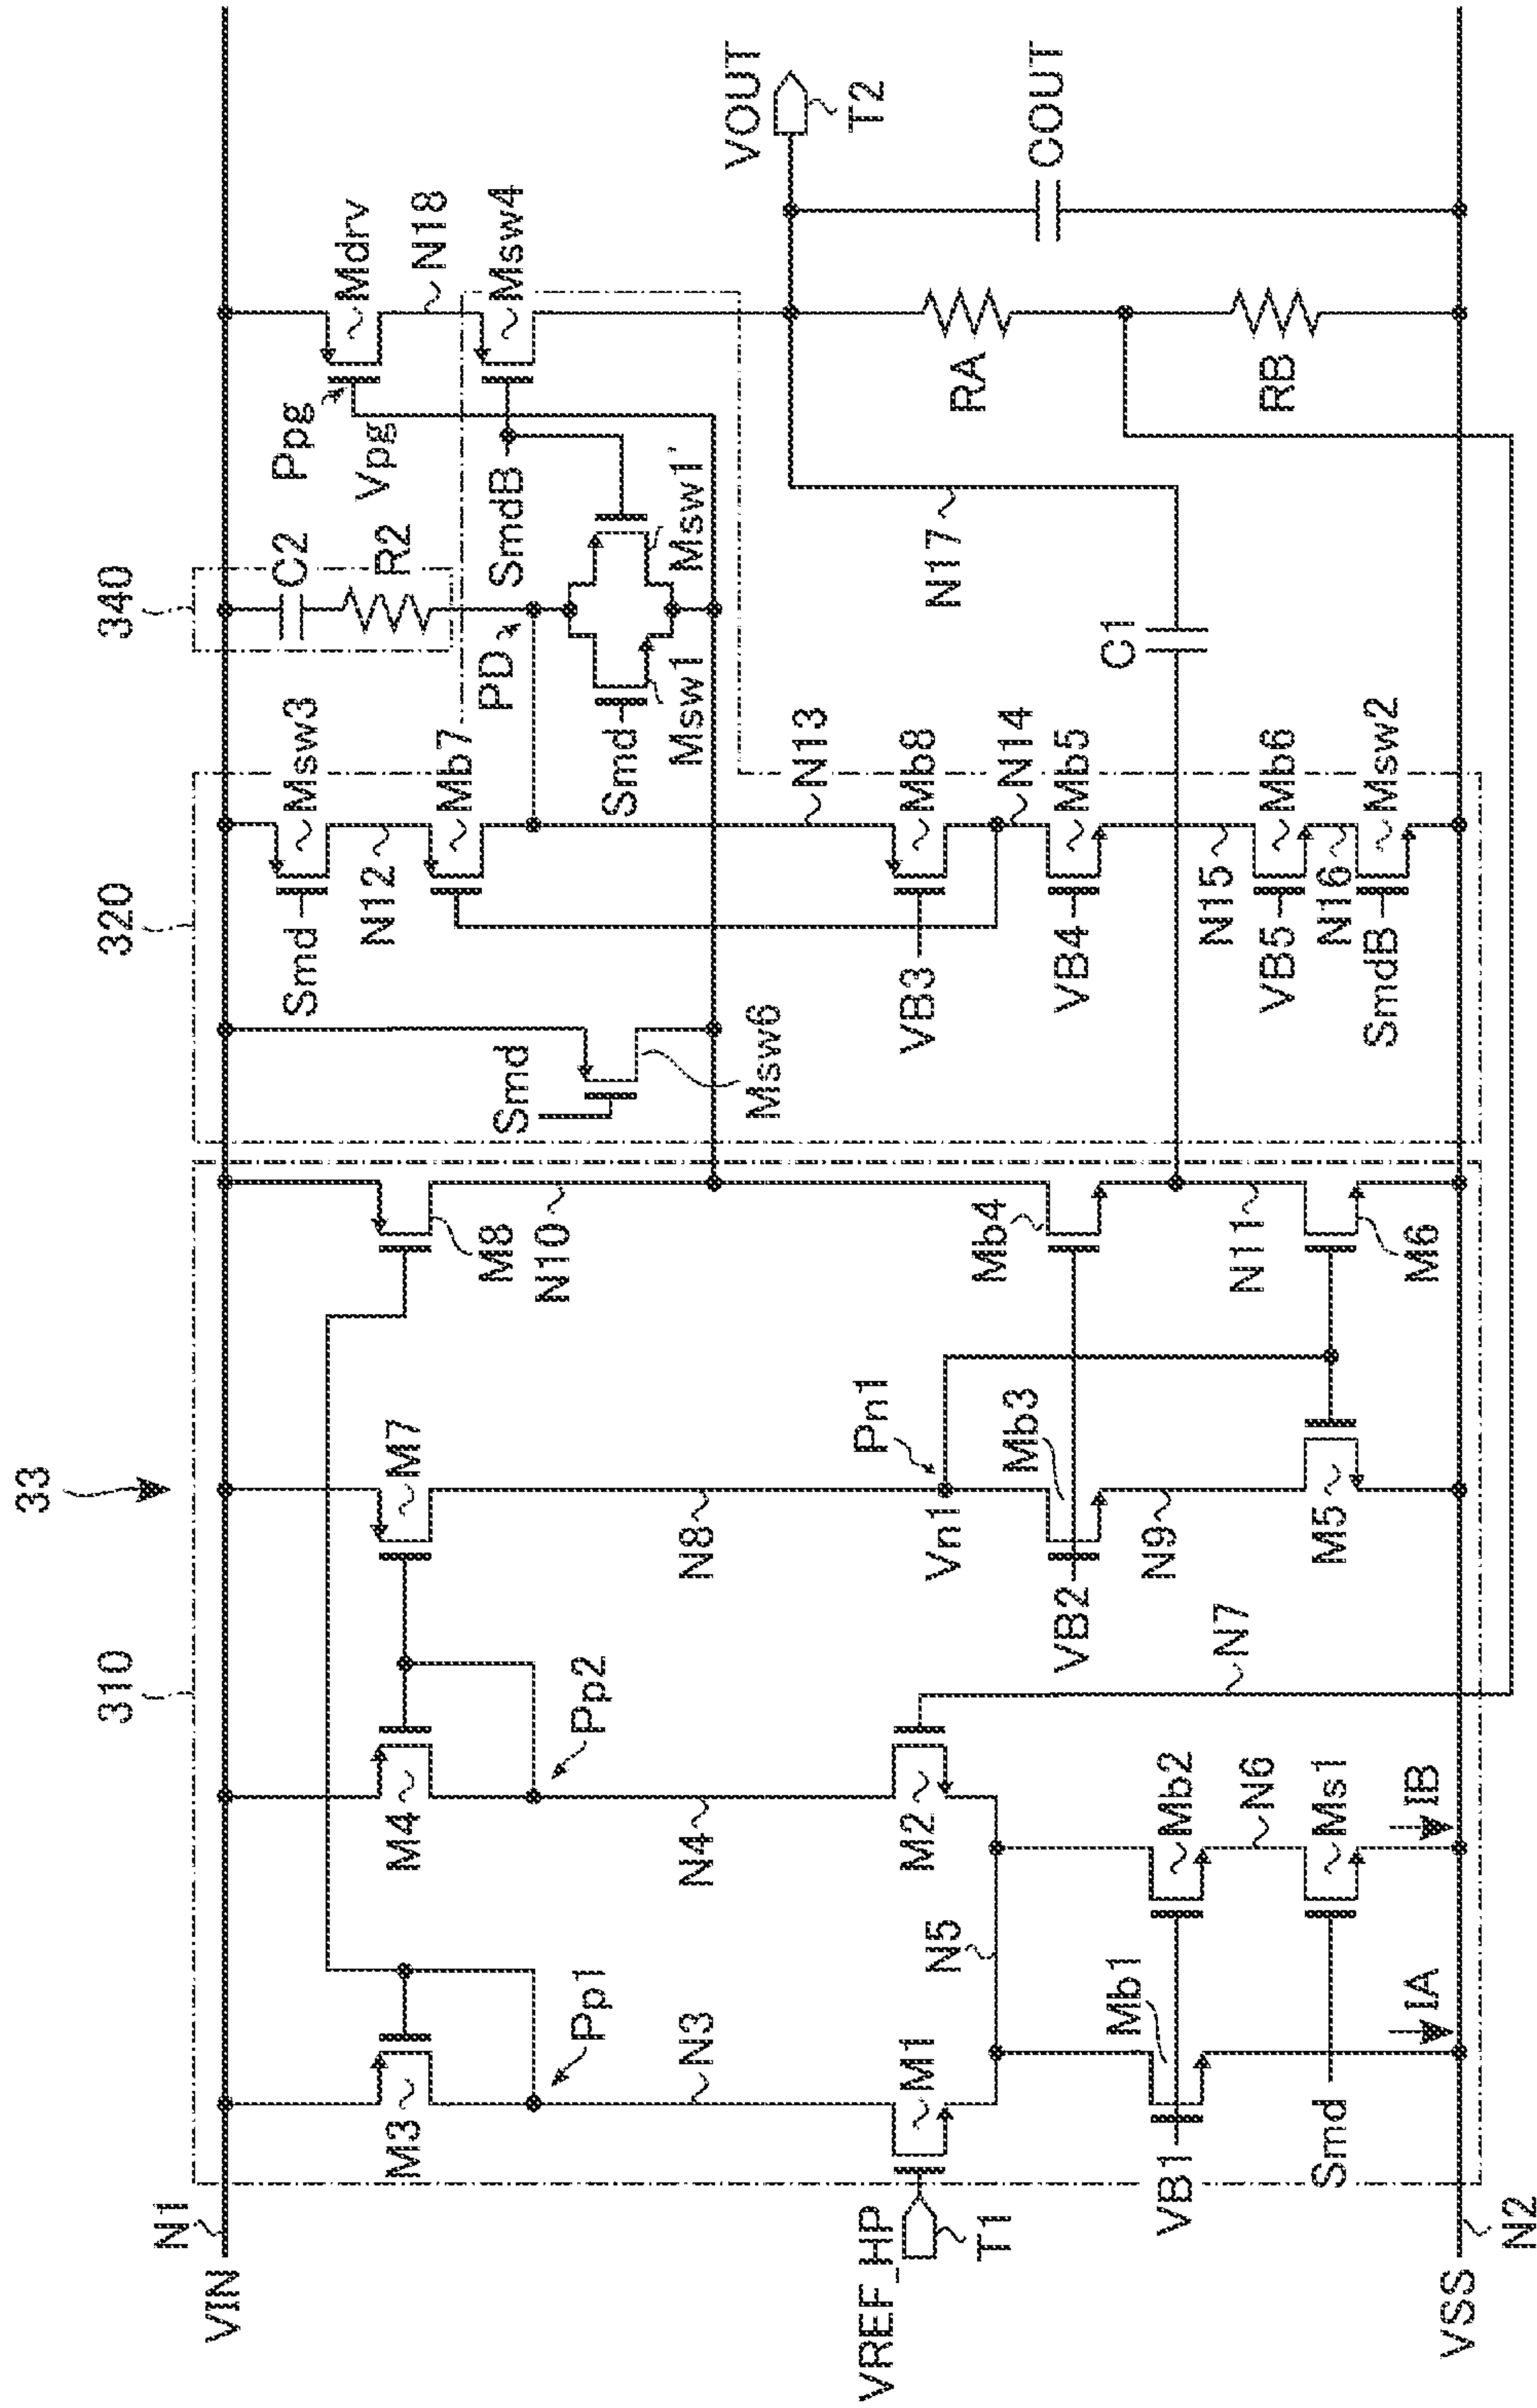 33
310
320
340
N1
VIN
M3
M4
M7
M8
N10
Smd
Msw3
N12
Mb7
C2
R2
Ppg
Vpg
Mdrv
N18
Msw4
Smd
Msw6
PD
SmdB
Smd
Msw1
Msw1'
Pp1
Pp2
N3
N4
N8
VOUT
T2
VREF_HP
T1
M1
M2
N5
Pn1
Vn1
Mb3
Mb4
VB3
Mb8
N13
N14
N17
RA
COUT
VB4
Mb5
C1
VB1
Mb1
Mb2
N6
N7
VB2
N9
N11
N15
VB5
Mb6
N16
RB
Smd
Ms1
M5
M6
SmdB
Msw2
IA
IB
VSS
N2